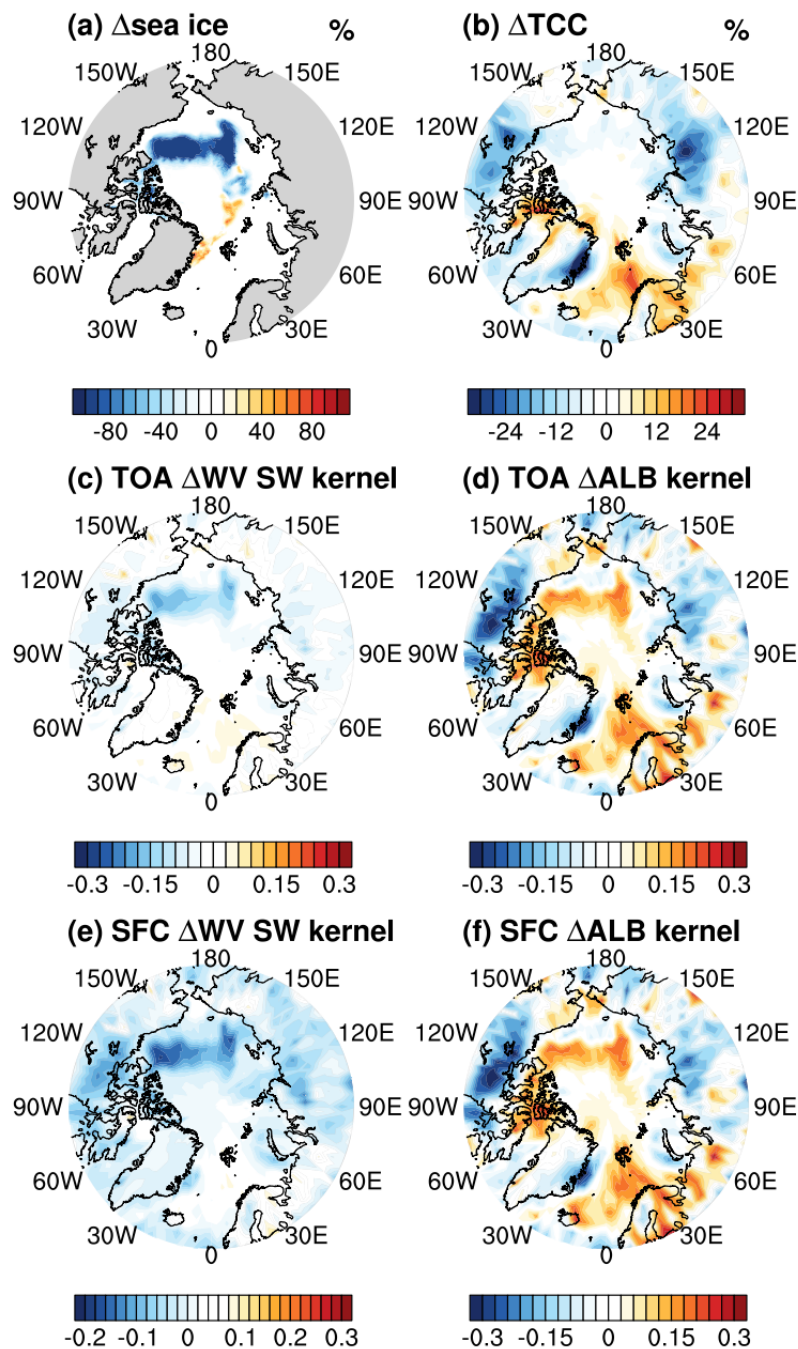 (a) Δsea ice %
180
150W 150E
120W 120E
90W 90E
60W 60E
30W 30E
0
-80 -40 0 40 80
(b) ΔTCC %
180
150W 150E
120W 120E
90W 90E
60W 60E
30W 30E
0
-24 -12 0 12 24
(c) TOA ΔWV SW kernel
180
150W 150E
120W 120E
90W 90E
60W 60E
30W 30E
0
-0.3 -0.15 0 0.15 0.3
(d) TOA ΔALB kernel
180
150W 150E
120W 120E
90W 90E
60W 60E
30W 30E
0
-0.3 -0.15 0 0.15 0.3
(e) SFC ΔWV SW kernel
180
150W 150E
120W 120E
90W 90E
60W 60E
30W 30E
0
-0.2 -0.1 0 0.1 0.2 0.3
(f) SFC ΔALB kernel
180
150W 150E
120W 120E
90W 90E
60W 60E
30W 30E
0
-0.3 -0.15 0 0.15 0.3